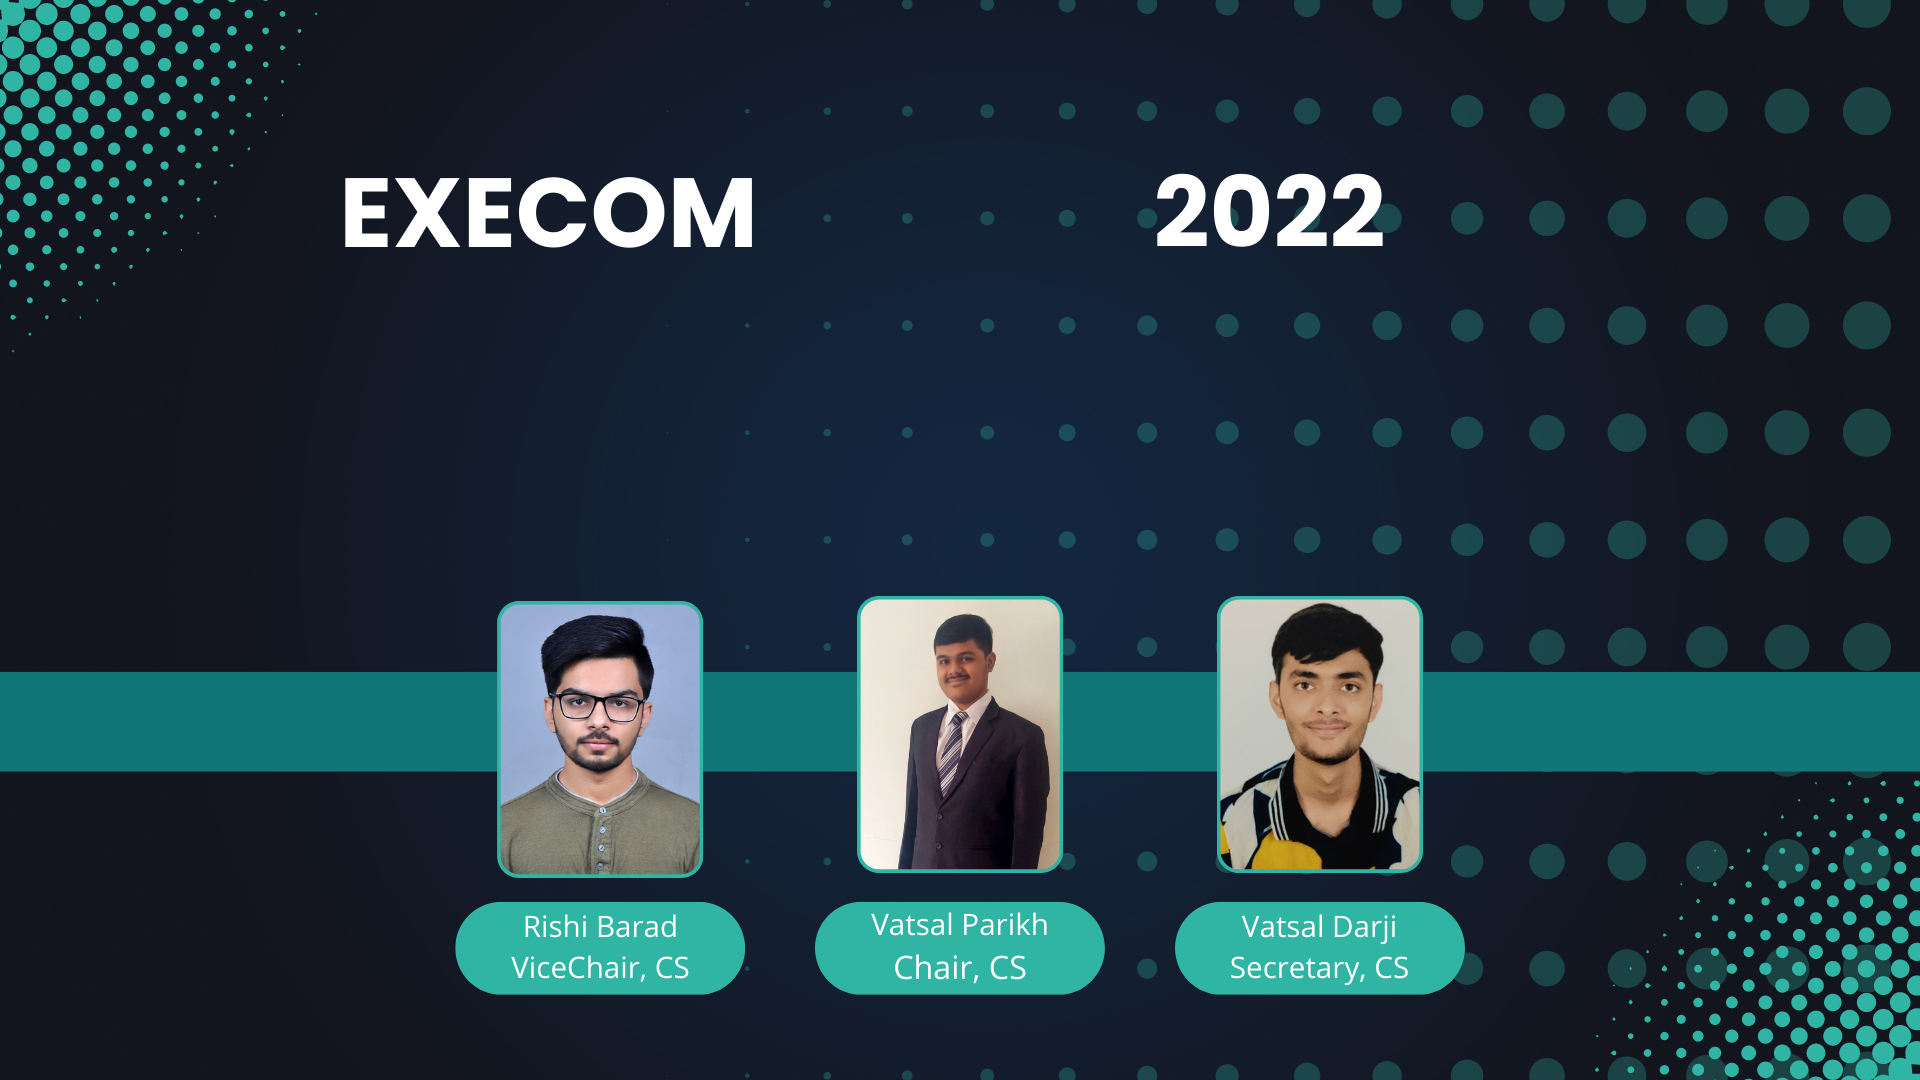 EXECOM 2022
Rishi Barad
ViceChair, CS
Vatsal Parikh
Chair, CS
Vatsal Darji
Secretary, CS